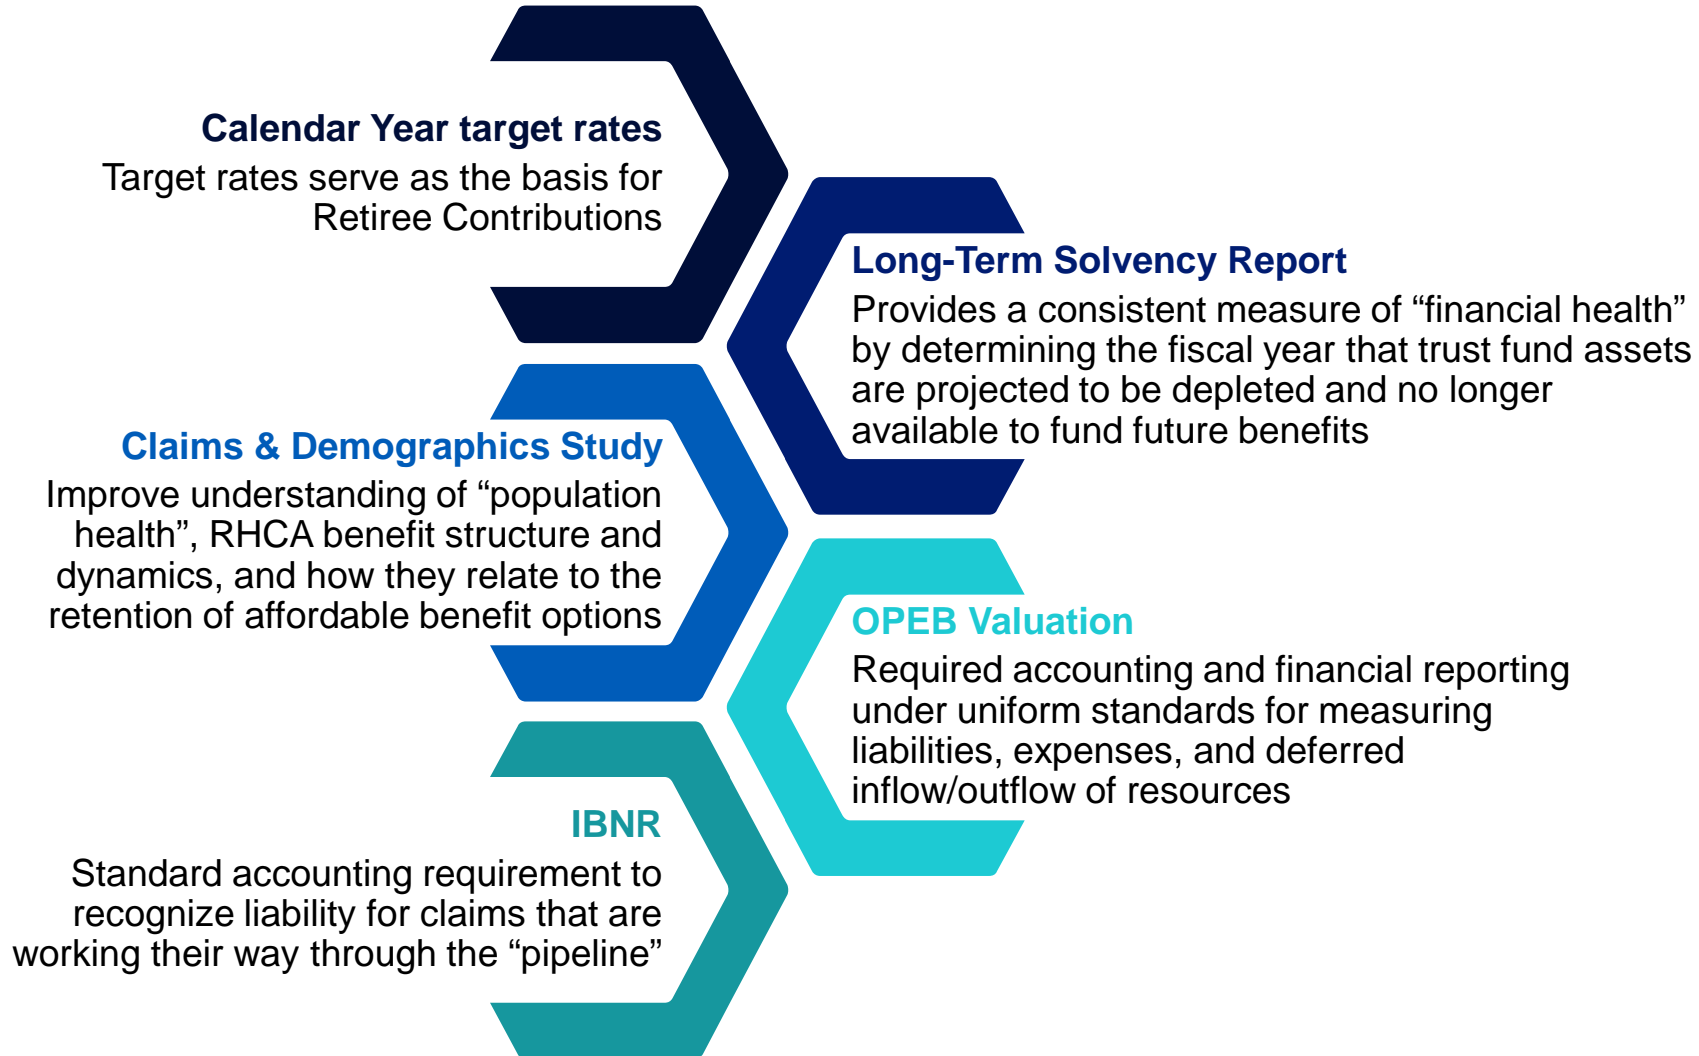 Calendar Year target rates
Target rates serve as the basis for
Retiree Contributions
Long-Term Solvency Report
Provides a consistent measure of “financial health”
by determining the fiscal year that trust fund assets
are projected to be depleted and no longer
available to fund future benefits
Claims & Demographics Study
Improve understanding of “population
health”, RHCA benefit structure and
dynamics, and how they relate to the
retention of affordable benefit options
OPEB Valuation
Required accounting and financial reporting
under uniform standards for measuring
liabilities, expenses, and deferred
inflow/outflow of resources
IBNR
Standard accounting requirement to
recognize liability for claims that are
working their way through the “pipeline”